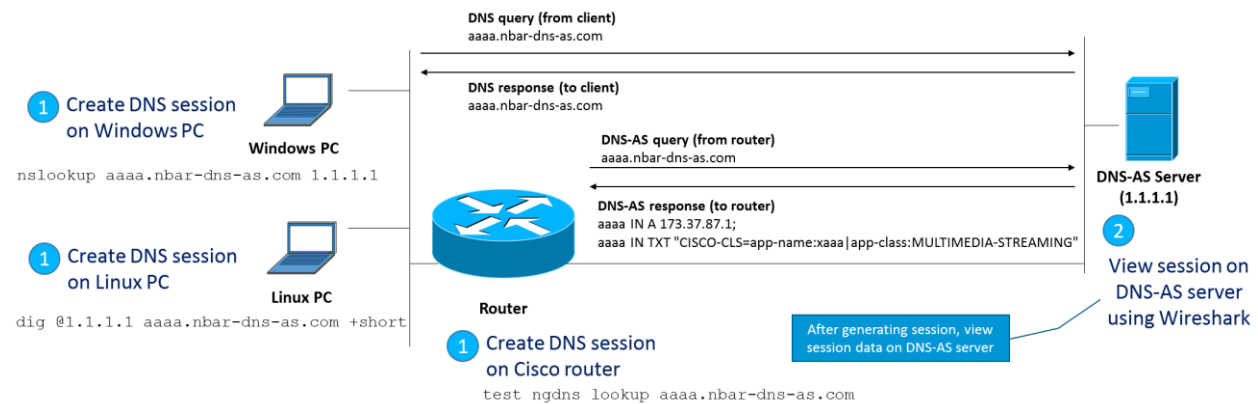 DNS query (from client)
aaaa.nbar-dns-as.com
DNS response (to client)
aaaa.nbar-dns-as.com
1 Create DNS session
on Windows PC
Windows PC
nslookup aaaa.nbar-dns-as.com 1.1.1.1
DNS-AS query (from router)
aaaa.nbar-dns-as.com
DNS-AS response (to router)
aaaa IN A 173.37.87.1;
aaaa IN TXT "CISCO-CLS=app-name:xaaa|app-class:MULTIMEDIA-STREAMING"
DNS-AS Server
(1.1.1.1)
1 Create DNS session
on Linux PC
Linux PC
dig @1.1.1.1 aaaa.nbar-dns-as.com +short
Router
1 Create DNS session
on Cisco router
test ngdns lookup aaaa.nbar-dns-as.com
2
View session on
DNS-AS server
using Wireshark
After generating session, view
session data on DNS-AS server